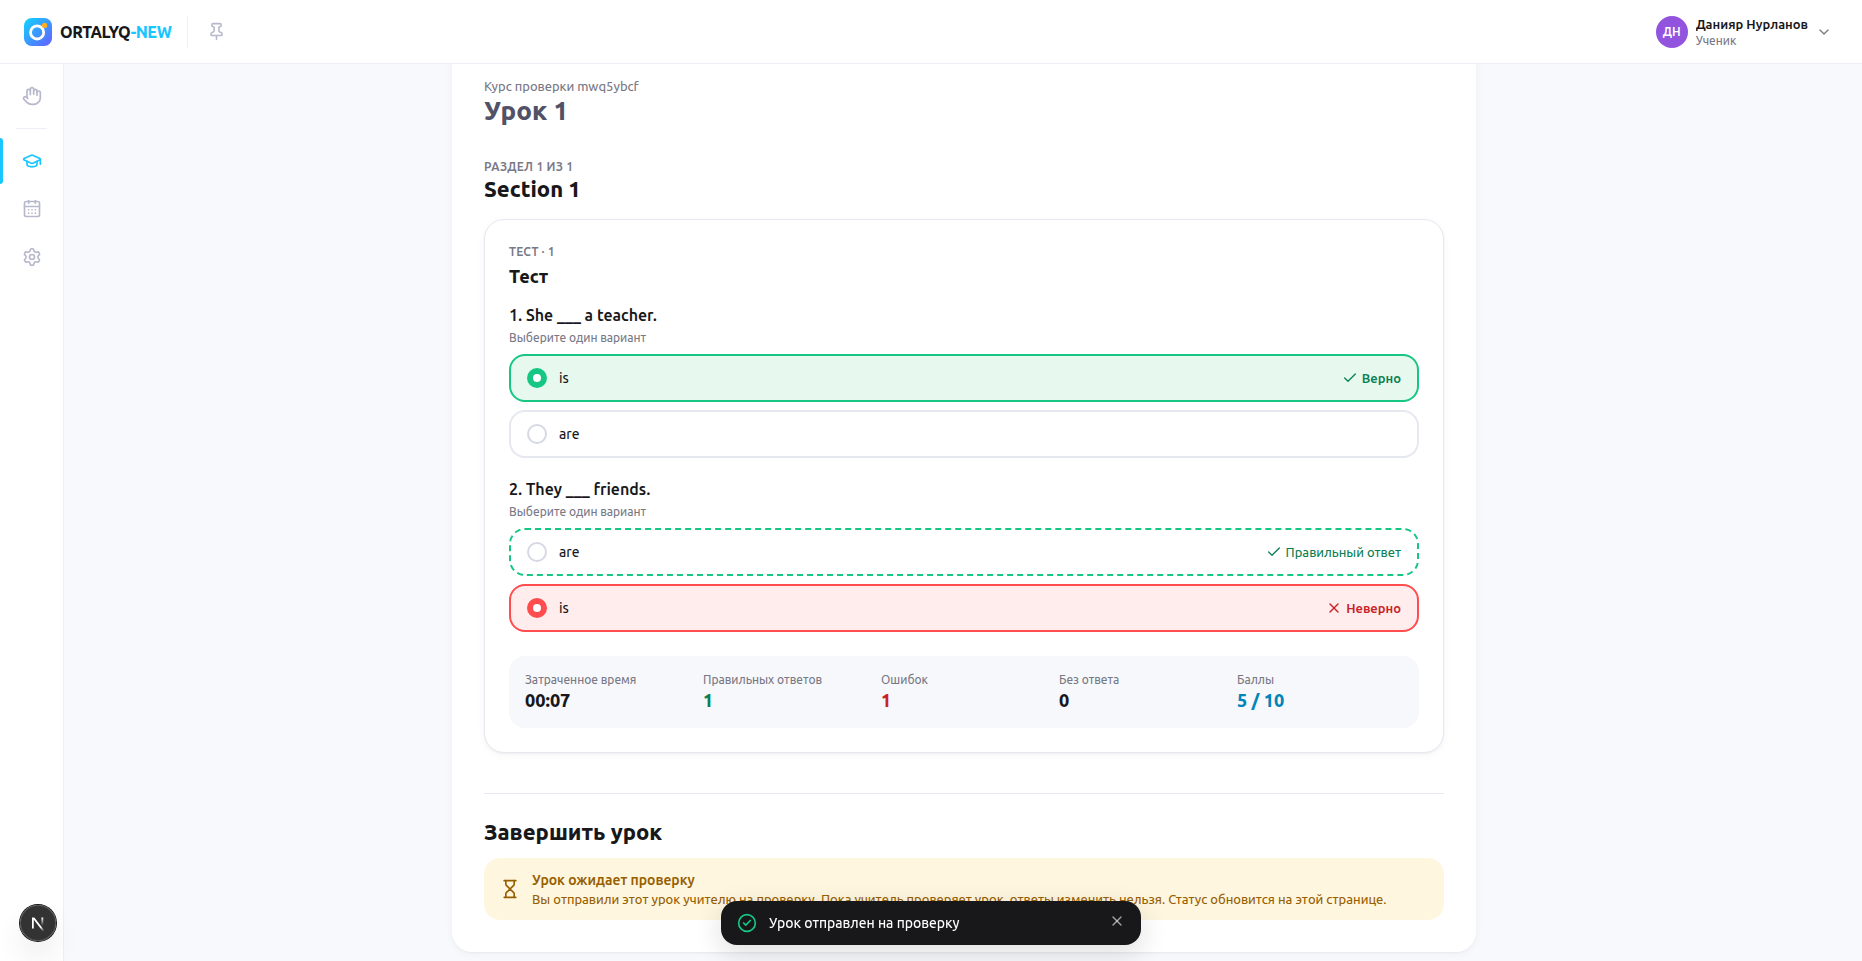 ORTALYQ-NEW
ДН
Данияр Нурланов
Ученик
Курс проверки mwq5ybcf
Урок 1
РАЗДЕЛ 1 ИЗ 1
Section 1
ТЕСТ · 1
Тест
1. She ___ a teacher.
Выберите один вариант
is
Верно
are
2. They ___ friends.
Выберите один вариант
are
Правильный ответ
is
Неверно
Затраченное время
00:07
Правильных ответов
1
Ошибок
1
Без ответа
0
Баллы
5 / 10
Завершить урок
Урок ожидает проверку
Вы отправили этот урок учителю на проверку. Пока учитель проверяет урок, ответы изменить нельзя. Статус обновится на этой странице.
Урок отправлен на проверку
N